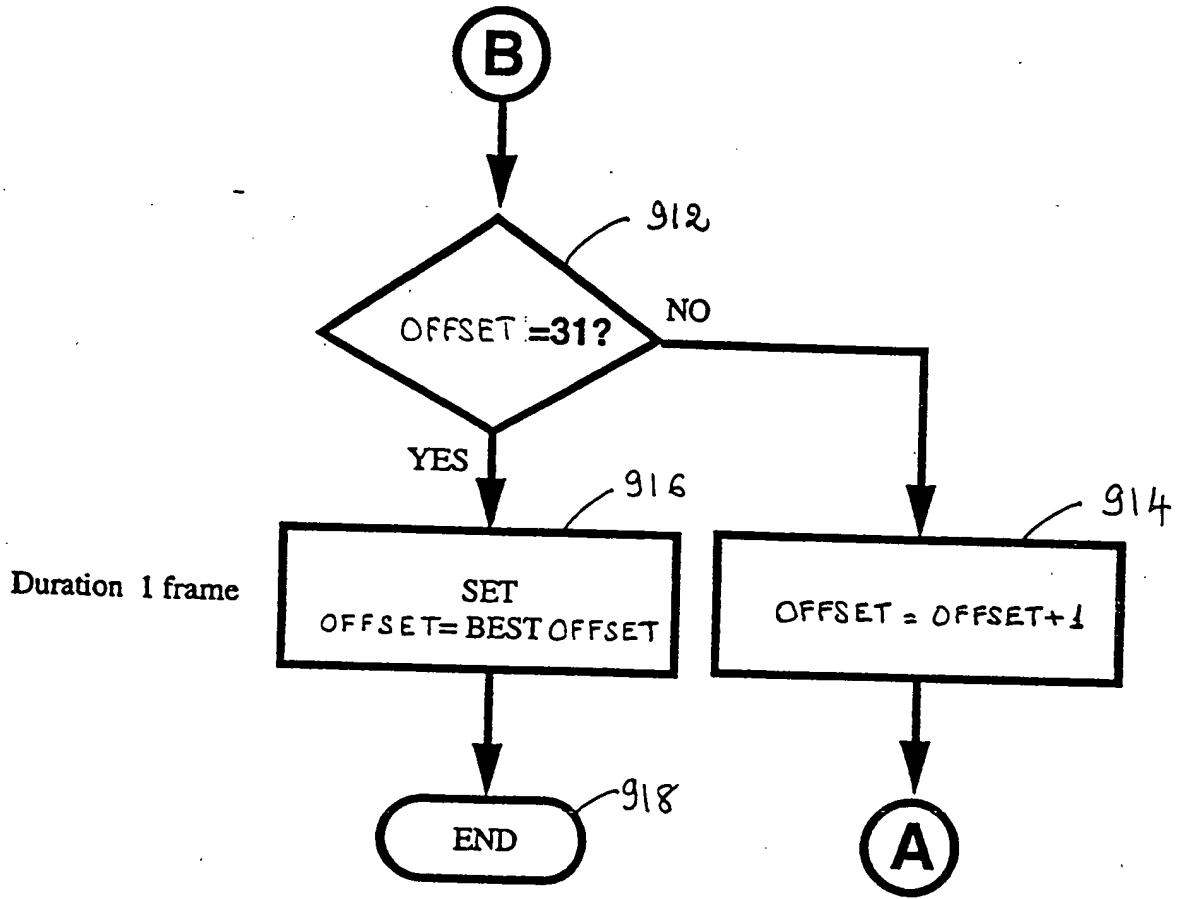 B
912
OFFSET =31?
NO
YES
916
914
Duration 1 frame
SET
OFFSET= BEST OFFSET
OFFSET = OFFSET+1
918
END
A